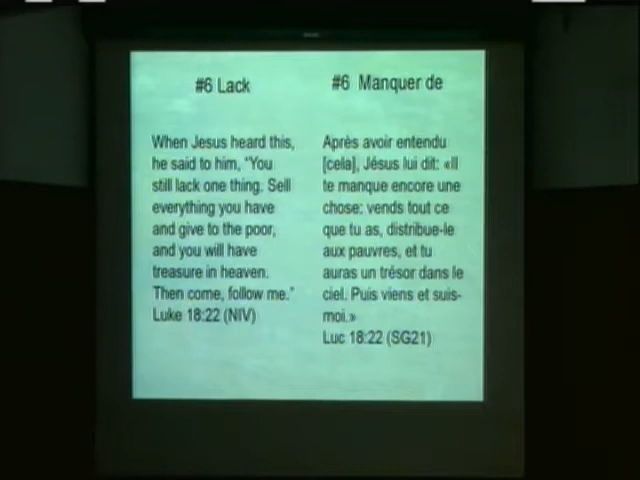 #6 Lack
When Jesus heard this,
he said to him, "You
still lack one thing. Sell
everything you have
and give to the poor,
and you will have
treasure in heaven.
Then come, follow me."
Luke 18:22 (NIV)
#6 Manquer de
Après avoir entendu
[cela], Jésus lui dit: «Il
te manque encore une
chose: vends tout ce
que tu as, distribue-le
aux pauvres, et tu
auras un trésor dans le
ciel. Puis viens et suis-
moi.»
Luc 18:22 (SG21)